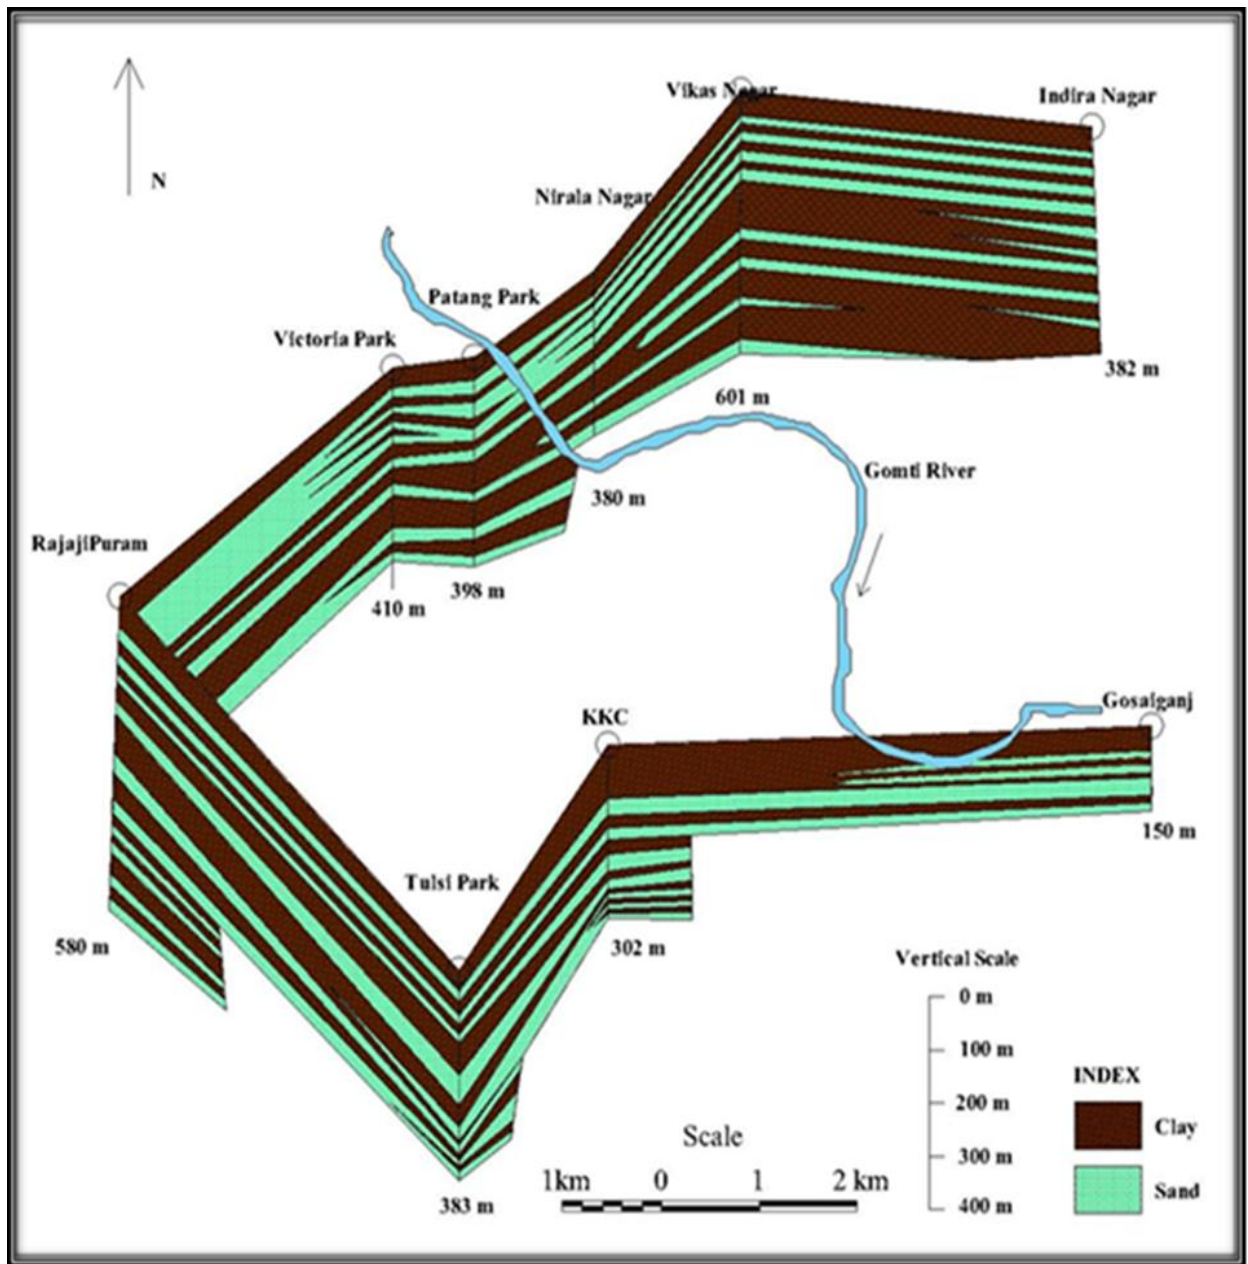 Vikas Nagar
Indira Nagar
N
Nirala Nagar
Patang Park
Victoria Park
382 m
601 m
Gomti River
380 m
RajajiPuram
398 m
410 m
Gosaiganj
KKC
150 m
Tulsi Park
580 m
302 m
Vertical Scale
0 m
100 m
200 m
300 m
400 m
INDEX
Clay
Sand
Scale
1km 0 1 2 km
383 m